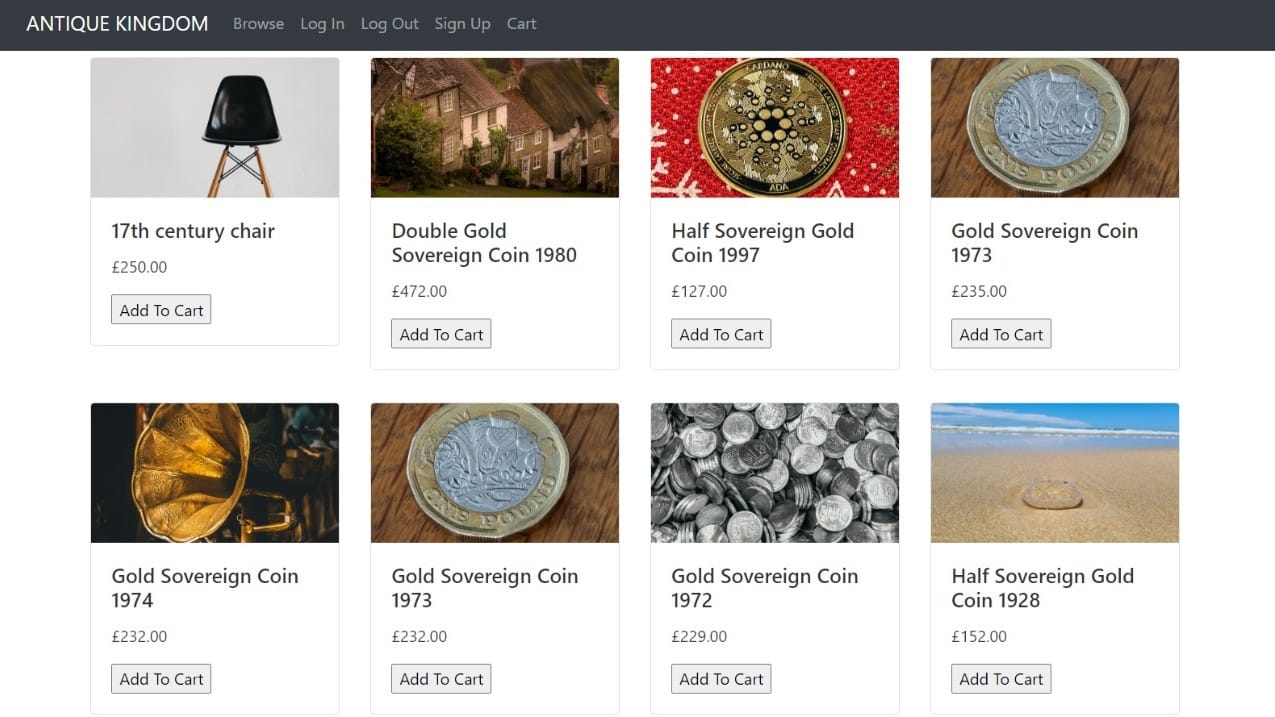 ANTIQUE KINGDOM Browse Log In Log Out Sign Up Cart
CARDANO
ADA
ONE POUND
17th century chair
£250.00
Add To Cart
Double Gold
Sovereign Coin 1980
£472.00
Add To Cart
Half Sovereign Gold
Coin 1997
£127.00
Add To Cart
Gold Sovereign Coin
1973
£235.00
Add To Cart
ONE POUND
Gold Sovereign Coin
1974
£232.00
Add To Cart
Gold Sovereign Coin
1973
£232.00
Add To Cart
Gold Sovereign Coin
1972
£229.00
Add To Cart
Half Sovereign Gold
Coin 1928
£152.00
Add To Cart